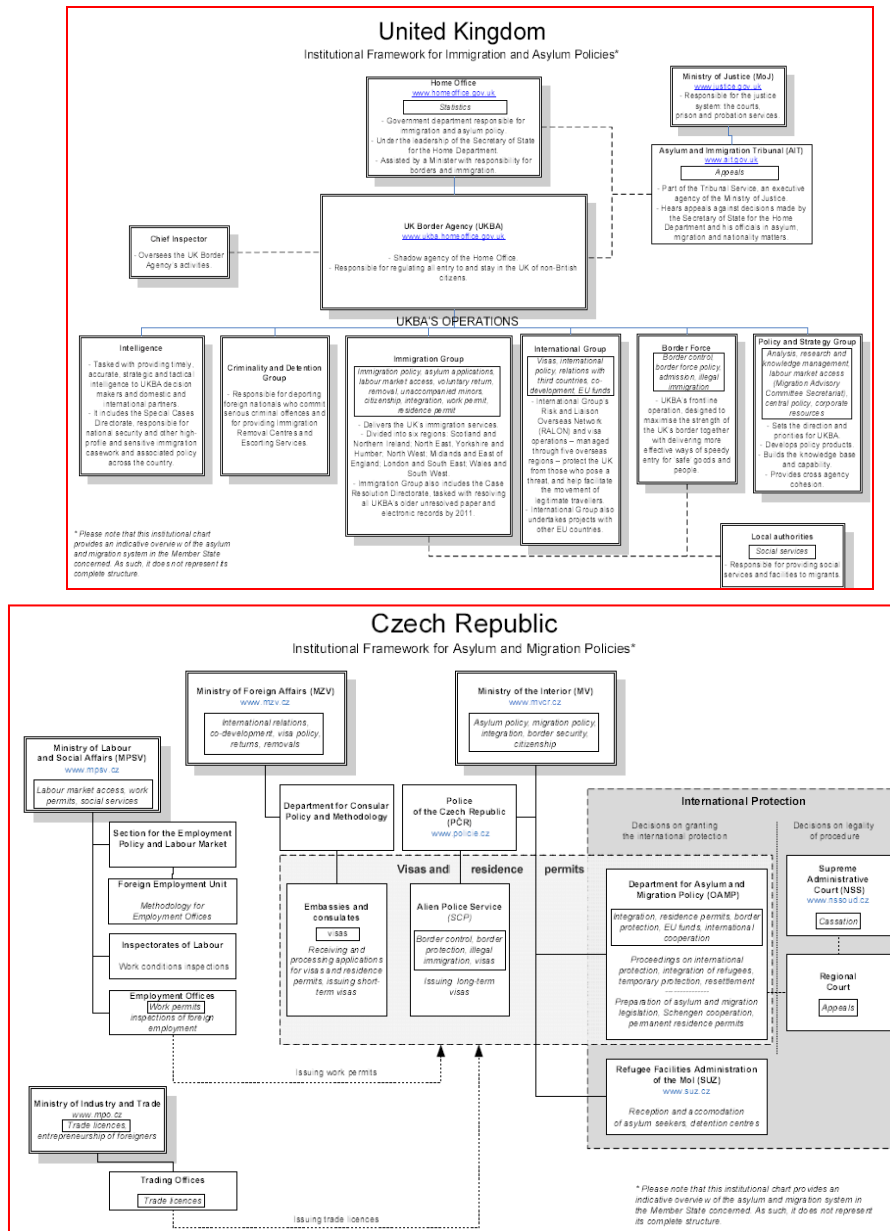 United Kingdom
Institutional Framework for Immigration and Asylum Policies*
Home Office
www.homeoffice.gov.uk
Statistics
- Government department responsible for
immigration and asylum policy.
- Under the leadership of the Secretary of State
for the Home Department.
- Assisted by a Minister with responsibility for
borders and immigration.
Ministry of Justice (MoJ)
www.justice.gov.uk
- Responsible for the justice
system: the courts,
prison and probation services.
Asylum and Immigration Tribunal (AIT)
www.ait.gov.uk
Appeals
- Part of the Tribunal Service, an executive
agency of the Ministry of Justice.
- Hears appeals against decisions made by
the Secretary of State for the Home
Department and his officials in asylum,
migration and nationality matters.
Chief Inspector
- Oversees the UK Border
Agency's activities.
UK Border Agency (UKBA)
www.ukba.homeoffice.gov.uk
- Shadow agency of the Home Office.
- Responsible for regulating all entry to and stay in the UK of non-British
citizens.
UKBA'S OPERATIONS
Intelligence
- Tasked with providing timely,
accurate, strategic and tactical
intelligence to UKBA decision
makers and domestic and
international partners.
- It includes the Special Cases
Directorate, responsible for
national security and other high-
profile and sensitive immigration
casework and associated policy
across the country.
Criminality and Detention
Group
- Responsible for deporting
foreign nationals who commit
serious criminal offences and
for providing Immigration
Removal Centres and
Escorting Services.
Immigration Group
Immigration policy, asylum applications,
labour market access, voluntary return,
removal, unaccompanied minors,
citizenship, integration, work permit,
residence permit
- Delivers the UK's immigration services.
- Divided into six regions: Scotland and
Northern Ireland; North East, Yorkshire
and Humber; North West; Midlands and East of
England; London and South East; Wales and
South West.
- Immigration Group also includes the Case
Resolution Directorate, tasked with resolving
all UKBA's older unresolved paper and
electronic records by 2011.
International Group
Visas, international
policy, relations with
third countries, co-
development, EU funds
- International Group's
Risk and Liaison
Overseas Network (RALON)
and visa operations – managed
through five overseas
regions – protect the UK
from those who pose a
threat, and help facilitate
the movement of
legitimate travellers.
- International Group also
undertakes projects with
other EU countries.
Border Force
Border control,
border force policy,
admission, illegal
immigration
- UKBA's frontline
operation, designed to
maximise the strength of
the UK's border together
with delivering more
effective ways of speedy
entry for 'safe' goods and
people.
Policy and Strategy Group
Analysis, research and
knowledge management,
labour market access
(Migration Advisory
Committee Secretariat),
central policy, corporate
resources
- Sets the direction and
priorities for UKBA.
- Develops policy products
- Builds the knowledge base
and capability.
- Provides cross agency
cohesion.
Local authorities
Social services
- Responsible for providing social
services and facilities to migrants.
* Please note that this institutional chart
provides an indicative overview of the asylum
and migration system in the Member State
concerned. As such, it does not represent its
complete structure.
Czech Republic
Institutional Framework for Asylum and Migration Policies*
Ministry of Foreign Affairs (MZV)
www.mzv.cz
International relations,
co-development, visa policy,
returns, removals
Ministry of the Interior (MV)
www.mvcr.cz
Asylum policy, migration policy,
integration, border security,
citizenship
Ministry of Labour
and Social Affairs (MPSV)
www.mpsv.cz
Labour market access, work
permits, social services
Section for the Employment
Policy and Labour Market
Foreign Employment Unit
Methodology for
Employment Offices
Inspectorates of Labour
Work conditions inspections
Employment Offices
Work permits
inspections of foreign
employment
Department for Consular
Policy and Methodology
Police
of the Czech Republic
(PČR)
www.policie.cz
Visas and residence permits
Embassies and
consulates
visas
Receiving and
processing applications
for visas and residence
permits, issuing short-
term visas
Alien Police Service
(SCP)
Border control, border
protection, illegal
immigration, visas
Issuing long-term
visas
International Protection
Decisions on granting
the international protection
Decisions on legality
of procedure
Department for Asylum and
Migration Policy (OAMP)
Integration, residence permits, border
protection, EU funds, international
cooperation
Proceedings on international
protection, integration of refugees,
temporary protection, resettlement
---------------
Preparation of asylum and migration
legislation, Schengen cooperation,
permanent residence permits
Supreme
Administrative
Court (NSS)
www.nssoud.cz
Cassation
Regional
Court
Appeals
Refugee Facilities Administration
of the MoI (SUZ)
www.suz.cz
Reception and accomodation
of asylum seekers, detention centres
Issuing work permits
Ministry of Industry and Trade
www.mpo.cz
Trade licences,
entrepreneurship of foreigners
Trading Offices
Trade licences
Issuing trade licences
* Please note that this institutional chart provides an
indicative overview of the asylum and migration system in
the Member State concerned. As such, it does not represent
its complete structure.